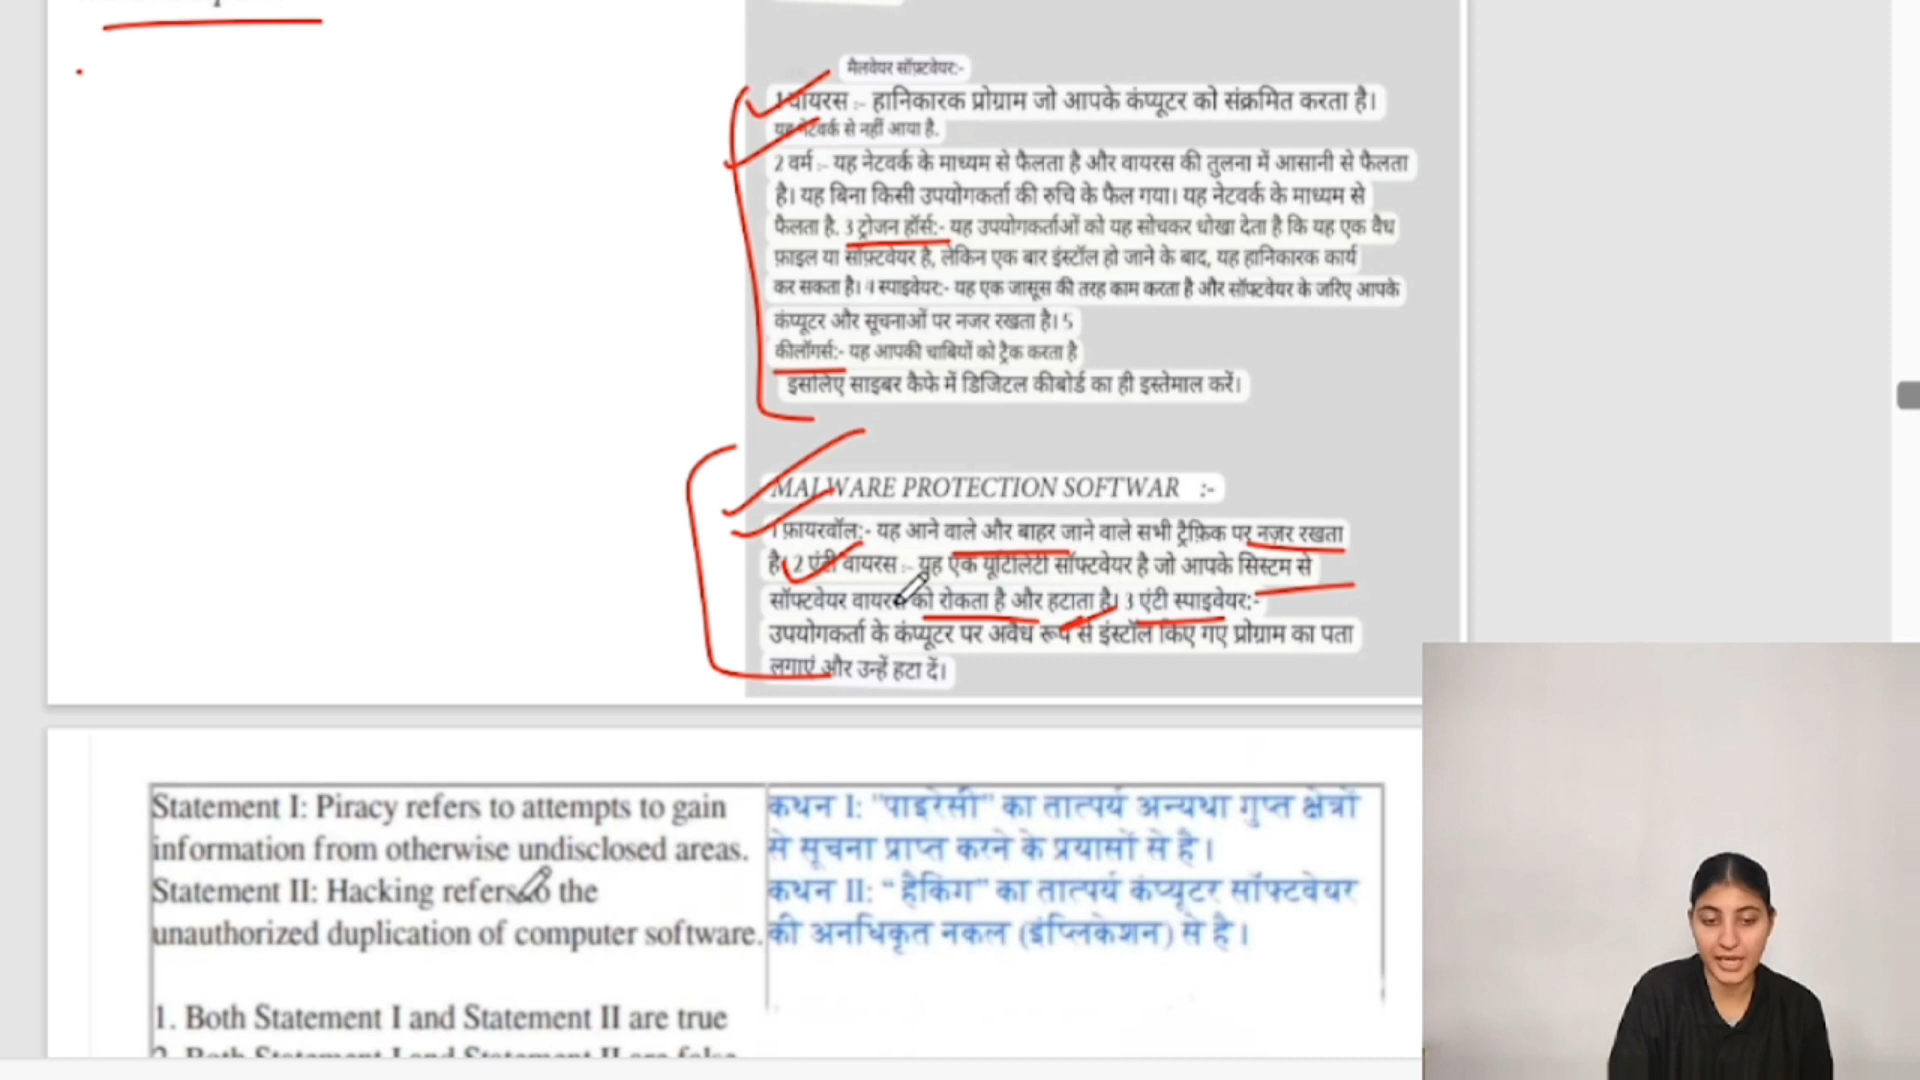 मैलवेयर सॉफ़्टवेयर:-
1 वायरस :- हानिकारक प्रोग्राम जो आपके कंप्यूटर को संक्रमित करता है।
यह नेटवर्क से नहीं आया है.
2 वर्म :- यह नेटवर्क के माध्यम से फैलता है और वायरस की तुलना में आसानी से फैलता
है। यह बिना किसी उपयोगकर्ता की रुचि के फैल गया। यह नेटवर्क के माध्यम से
फैलता है. 3 ट्रोजन हॉर्स:- यह उपयोगकर्ताओं को यह सोचकर धोखा देता है कि यह एक वैध
फ़ाइल या सॉफ़्टवेयर है, लेकिन एक बार इंस्टॉल हो जाने के बाद, यह हानिकारक कार्य
कर सकता है। 4 स्पाइवेयर:- यह एक जासूस की तरह काम करता है और सॉफ्टवेयर के जरिए आपके
कंप्यूटर और सूचनाओं पर नजर रखता है। 5
कीलॉगर्स:- यह आपकी चाबियों को ट्रैक करता है
इसलिए साइबर कैफे में डिजिटल कीबोर्ड का ही इस्तेमाल करें।
MALWARE PROTECTION SOFTWAR :-
1 फ़ायरवॉल:- यह आने वाले और बाहर जाने वाले सभी ट्रैफ़िक पर नज़र रखता
है। 2 एंटी वायरस :- यह एक यूटिलिटी सॉफ्टवेयर है जो आपके सिस्टम से
सॉफ्टवेयर वायरस को रोकता है और हटाता है। 3 एंटी स्पाइवेयर:-
उपयोगकर्ता के कंप्यूटर पर अवैध रूप से इंस्टॉल किए गए प्रोग्राम का पता
लगाएं और उन्हें हटा दें।
Statement I: Piracy refers to attempts to gain
information from otherwise undisclosed areas.
Statement II: Hacking refers to the
unauthorized duplication of computer software.
कथन I: "पाइरेसी" का तात्पर्य अन्यथा गुप्त क्षेत्रों
से सूचना प्राप्त करने के प्रयासों से है।
कथन II: "हैकिंग" का तात्पर्य कंप्यूटर सॉफ्टवेयर
की अनधिकृत नकल (इंप्लिकेशन) से है।
1. Both Statement I and Statement II are true
2. Both Statement I and Statement II are false